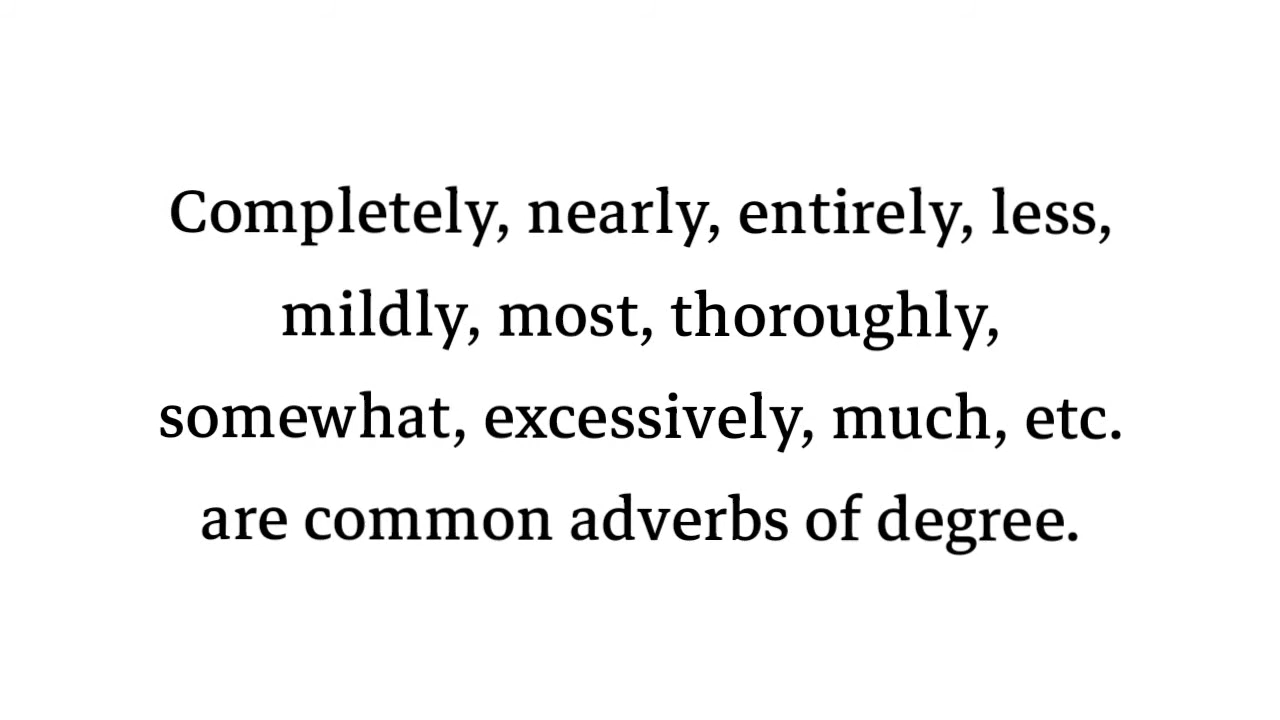 Completely, nearly, entirely, less,
mildly, most, thoroughly,
somewhat, excessively, much, etc.
are common adverbs of degree.